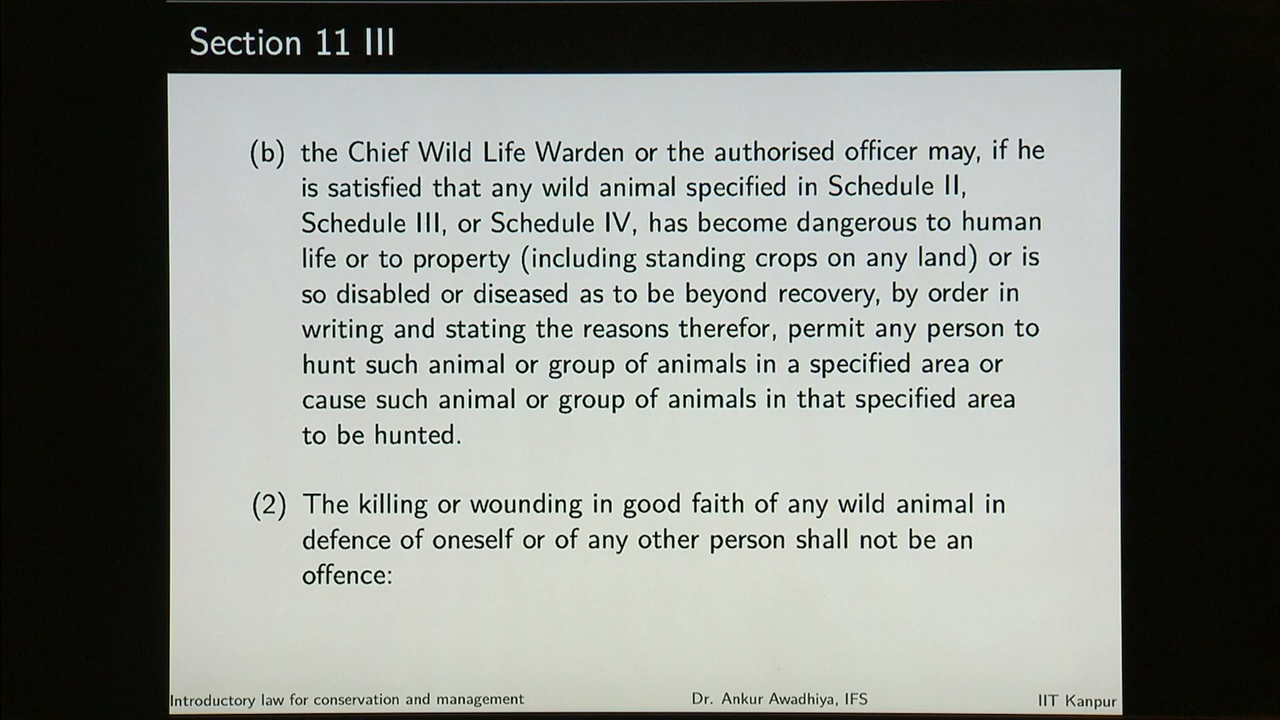 Section 11 III
(b) the Chief Wild Life Warden or the authorised officer may, if he
is satisfied that any wild animal specified in Schedule II,
Schedule III, or Schedule IV, has become dangerous to human
life or to property (including standing crops on any land) or is
so disabled or diseased as to be beyond recovery, by order in
writing and stating the reasons therefor, permit any person to
hunt such animal or group of animals in a specified area or
cause such animal or group of animals in that specified area
to be hunted.
(2) The killing or wounding in good faith of any wild animal in
defence of oneself or of any other person shall not be an
offence:
Introductory law for conservation and management Dr. Ankur Awadhiya, IFS IIT Kanpur